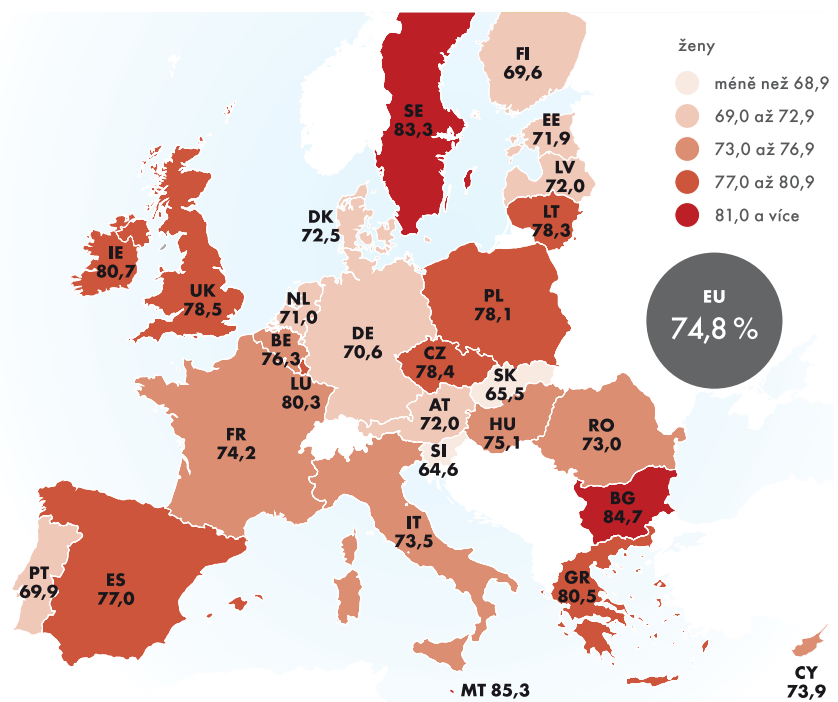 ženy
méně než 68,9
69,0 až 72,9
73,0 až 76,9
77,0 až 80,9
81,0 a více
EU
74,8 %
FI
69,6
SE
83,3
EE
71,9
LV
72,0
LT
78,3
DK
72,5
IE
80,7
UK
78,5
NL
71,0
DE
70,6
PL
78,1
BE
76,3
CZ
78,4
LU
80,3
SK
65,5
AT
72,0
HU
75,1
RO
73,0
FR
74,2
SI
64,6
BG
84,7
IT
73,5
PT
69,9
ES
77,0
GR
80,5
CY
73,9
MT 85,3